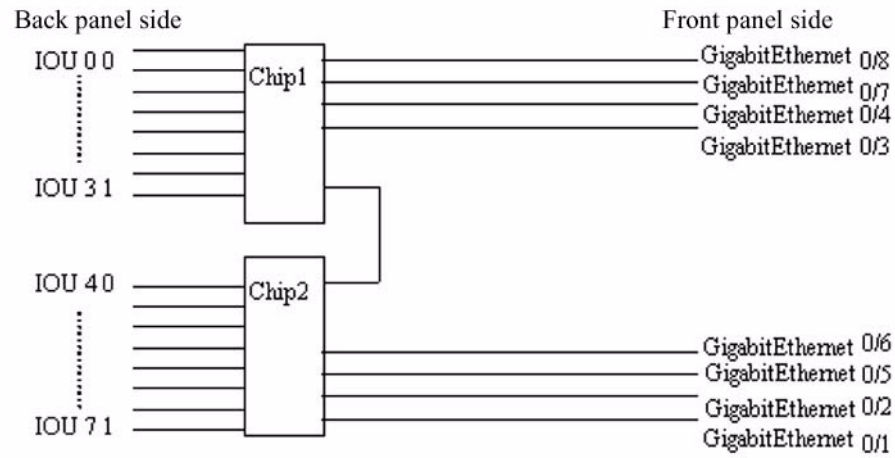 Back panel side
Front panel side
IOU 0 0
Chip1
GigabitEthernet 0/8
GigabitEthernet 0/7
GigabitEthernet 0/4
GigabitEthernet 0/3
IOU 3 1
IOU 4 0
Chip2
GigabitEthernet 0/6
GigabitEthernet 0/5
GigabitEthernet 0/2
IOU 7 1
GigabitEthernet 0/1